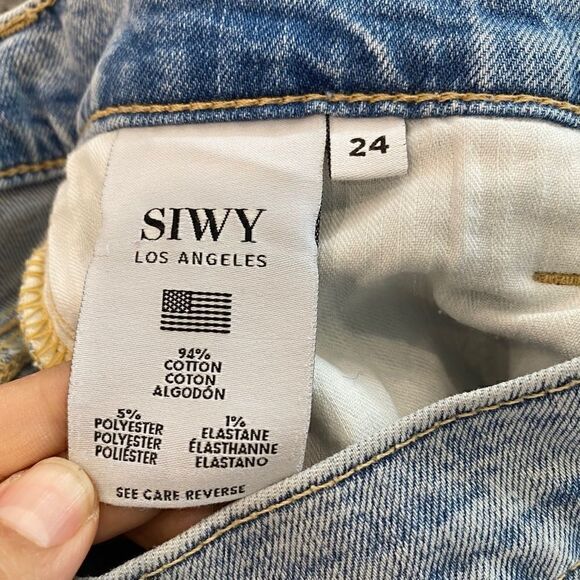 SIWY
LOS ANGELES
94%
COTTON
COTON
ALGODÓN
5%
POLYESTER
POLYESTER
POLIÉSTER
1%
ELASTANE
ÉLASTHANNE
ELASTANO
SEE CARE REVERSE
24